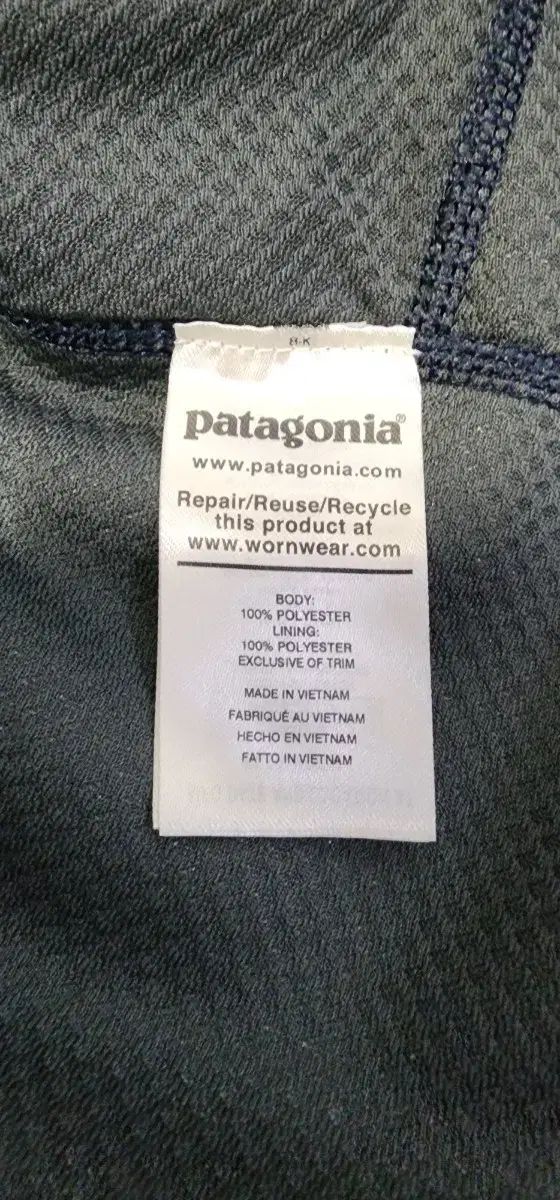 8-K
patagonia®
www.patagonia.com
Repair/Reuse/Recycle
this product at
www.wornwear.com
BODY:
100% POLYESTER
LINING:
100% POLYESTER
EXCLUSIVE OF TRIM
MADE IN VIETNAM
FABRIQUÉ AU VIETNAM
HECHO EN VIETNAM
FATTO IN VIETNAM